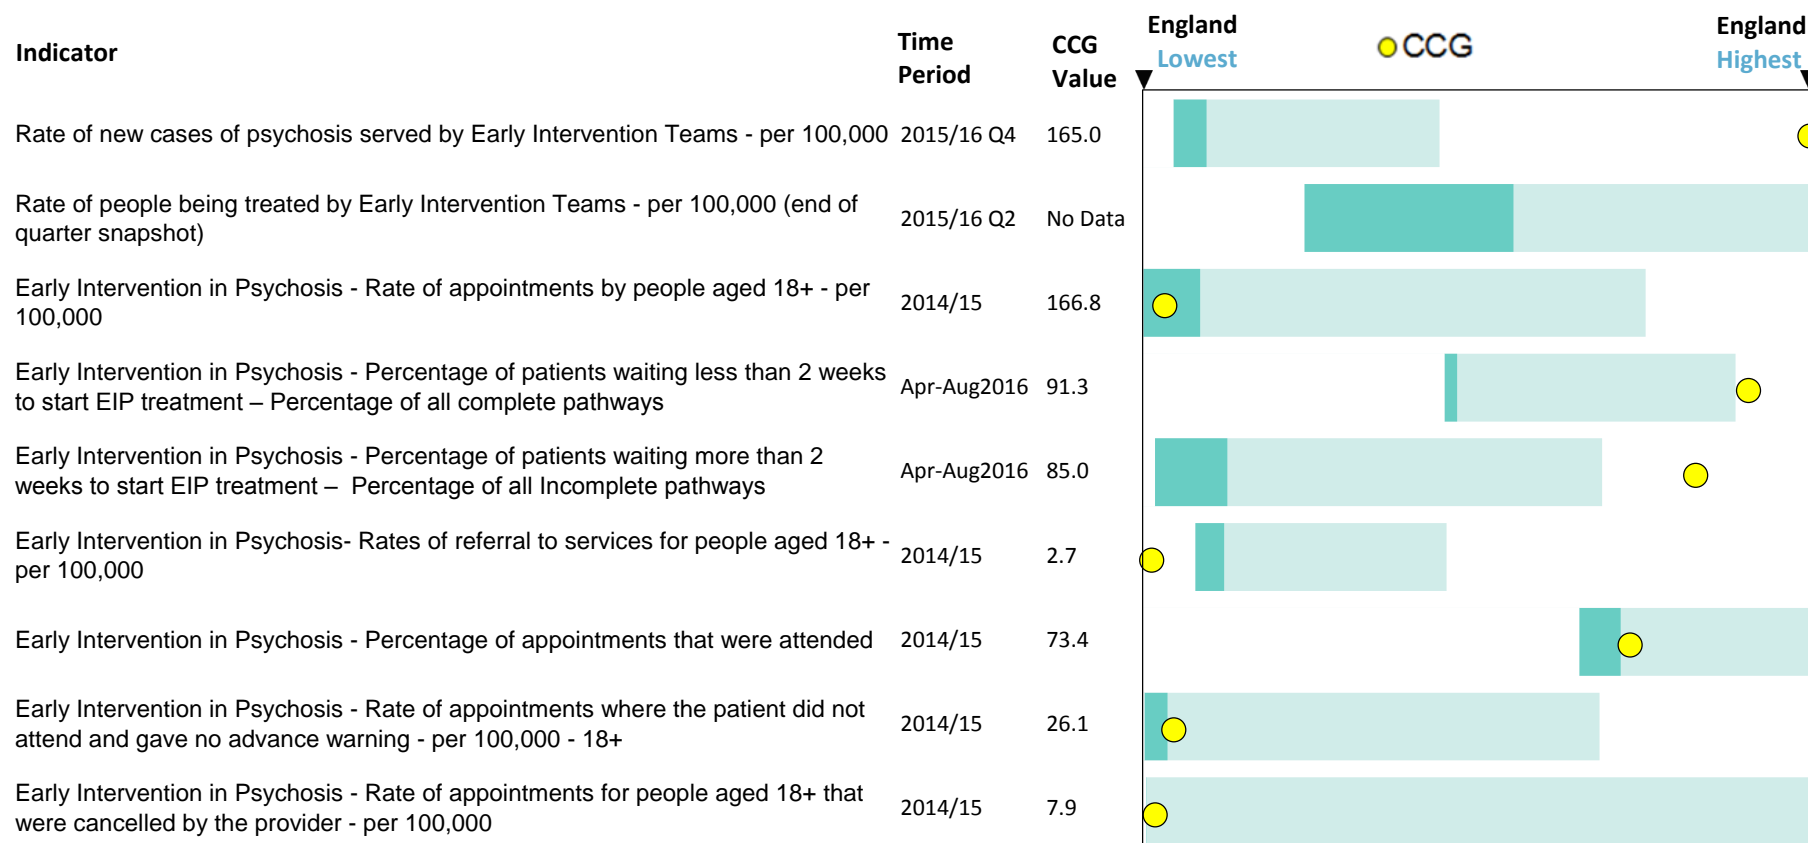 Indicator
Time
Period
CCG
Value
England
Lowest
CCG
England
Highest
Rate of new cases of psychosis served by Early Intervention Teams - per 100,000 2015/16 Q4 165.0
Rate of people being treated by Early Intervention Teams - per 100,000 (end of
quarter snapshot)
2015/16 Q2 No Data
Early Intervention in Psychosis - Rate of appointments by people aged 18+ - per
100,000
2014/15 166.8
Early Intervention in Psychosis - Percentage of patients waiting less than 2 weeks
to start EIP treatment – Percentage of all complete pathways
Apr-Aug2016 91.3
Early Intervention in Psychosis - Percentage of patients waiting more than 2
weeks to start EIP treatment – Percentage of all Incomplete pathways
Apr-Aug2016 85.0
Early Intervention in Psychosis- Rates of referral to services for people aged 18+ -
per 100,000
2014/15 2.7
Early Intervention in Psychosis - Percentage of appointments that were attended 2014/15 73.4
Early Intervention in Psychosis - Rate of appointments where the patient did not
attend and gave no advance warning - per 100,000 - 18+
2014/15 26.1
Early Intervention in Psychosis - Rate of appointments for people aged 18+ that
were cancelled by the provider - per 100,000
2014/15 7.9